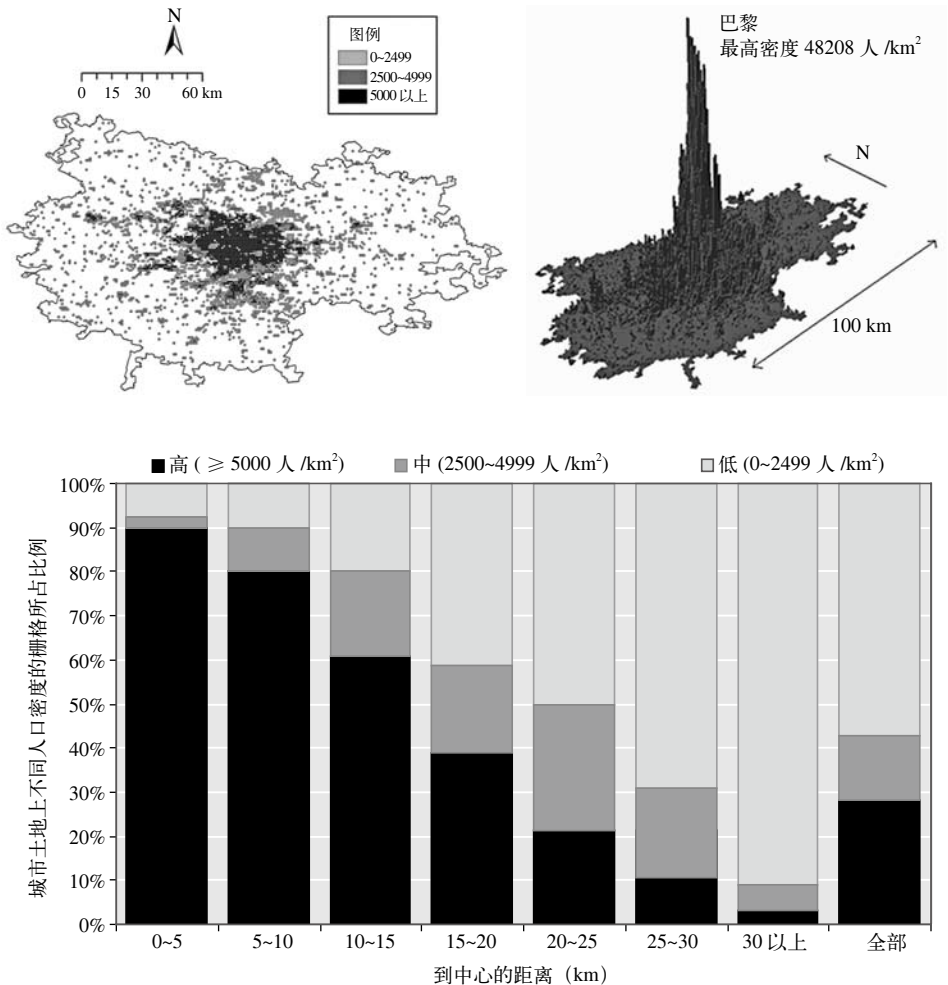 N
0 15 30 60 km
图例
0~2499
2500~4999
5000 以上
巴黎
最高密度 48208 人 /km²
N
100 km
高 ( ≥ 5000 人 /km²) 中 (2500~4999 人 /km²) 低 (0~2499 人 /km²)
城市土地上不同人口密度的栅格所占比例
100%
90%
80%
70%
60%
50%
40%
30%
20%
10%
0%
0~5 5~10 10~15 15~20 20~25 25~30 30 以上 全部
到中心的距离（km）